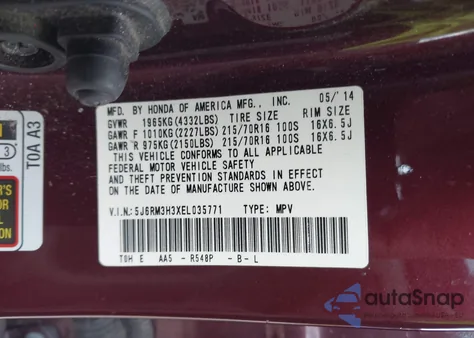 MFD. BY HONDA OF AMERICA MFG., INC. 05/'14
GVWR 1965KG(4332LBS) TIRE SIZE RIM SIZE
GAWR F 1010KG(2227LBS) 215/70R16 100S 16X6.5J
GAWR R 975KG(2150LBS) 215/70R16 100S 16X6.5J
THIS VEHICLE CONFORMS TO ALL APPLICABLE
FEDERAL MOTOR VEHICLE SAFETY
AND THEFT PREVENTION STANDARDS IN EFFECT ON
THE DATE OF MANUFACTURE SHOWN ABOVE.
V.I.N.: 5J6RM3H3XEL035771 TYPE: MPV
T0H E AA5 - R548P - B - L
TOA A3
3
autoSnap